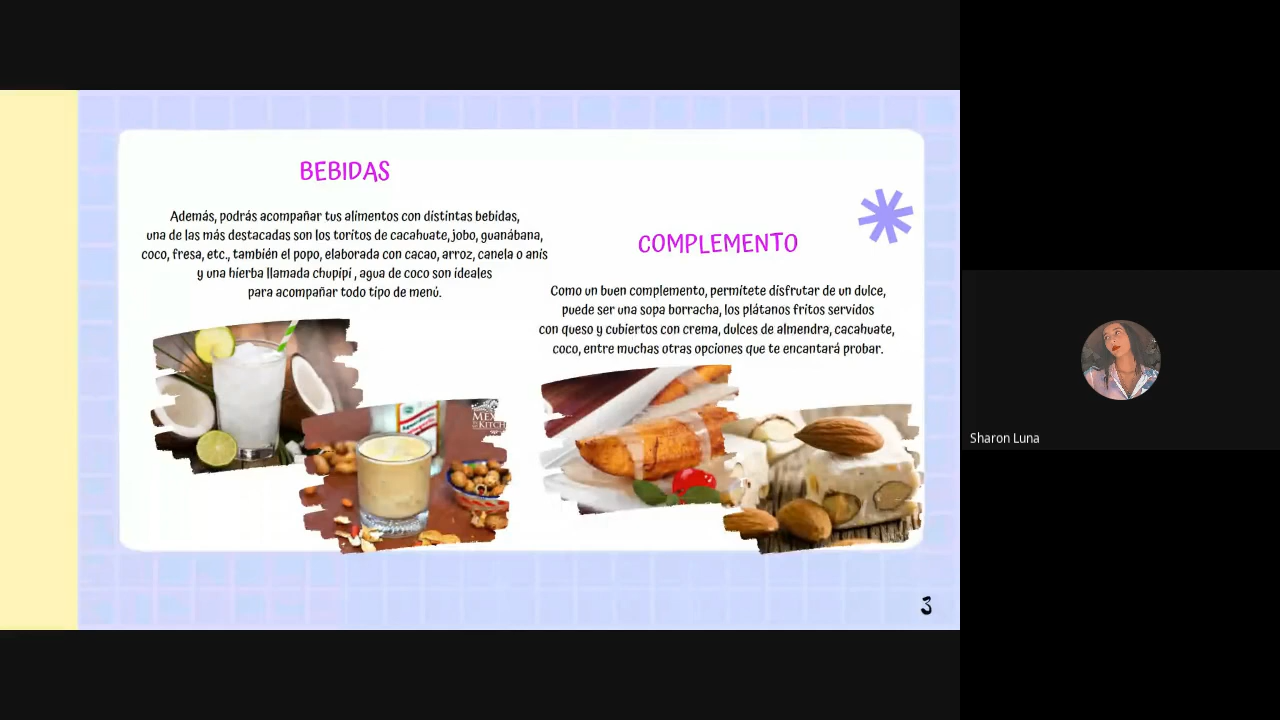 BEBIDAS
Además, podrás acompañar tus alimentos con distintas bebidas,
una de las más destacadas son los toritos de cacahuate, jobo, guanábana,
coco, fresa, etc., también el popo, elaborada con cacao, arroz, canela o anís
y una hierba llamada chupipi , agua de coco son ideales
para acompañar todo tipo de menú.
COMPLEMENTO
Como un buen complemento, permítete disfrutar de un dulce,
puede ser una sopa borracha, los plátanos fritos servidos
con queso y cubiertos con crema, dulces de almendra, cacahuate,
coco, entre muchas otras opciones que te encantará probar.
3
Sharon Luna